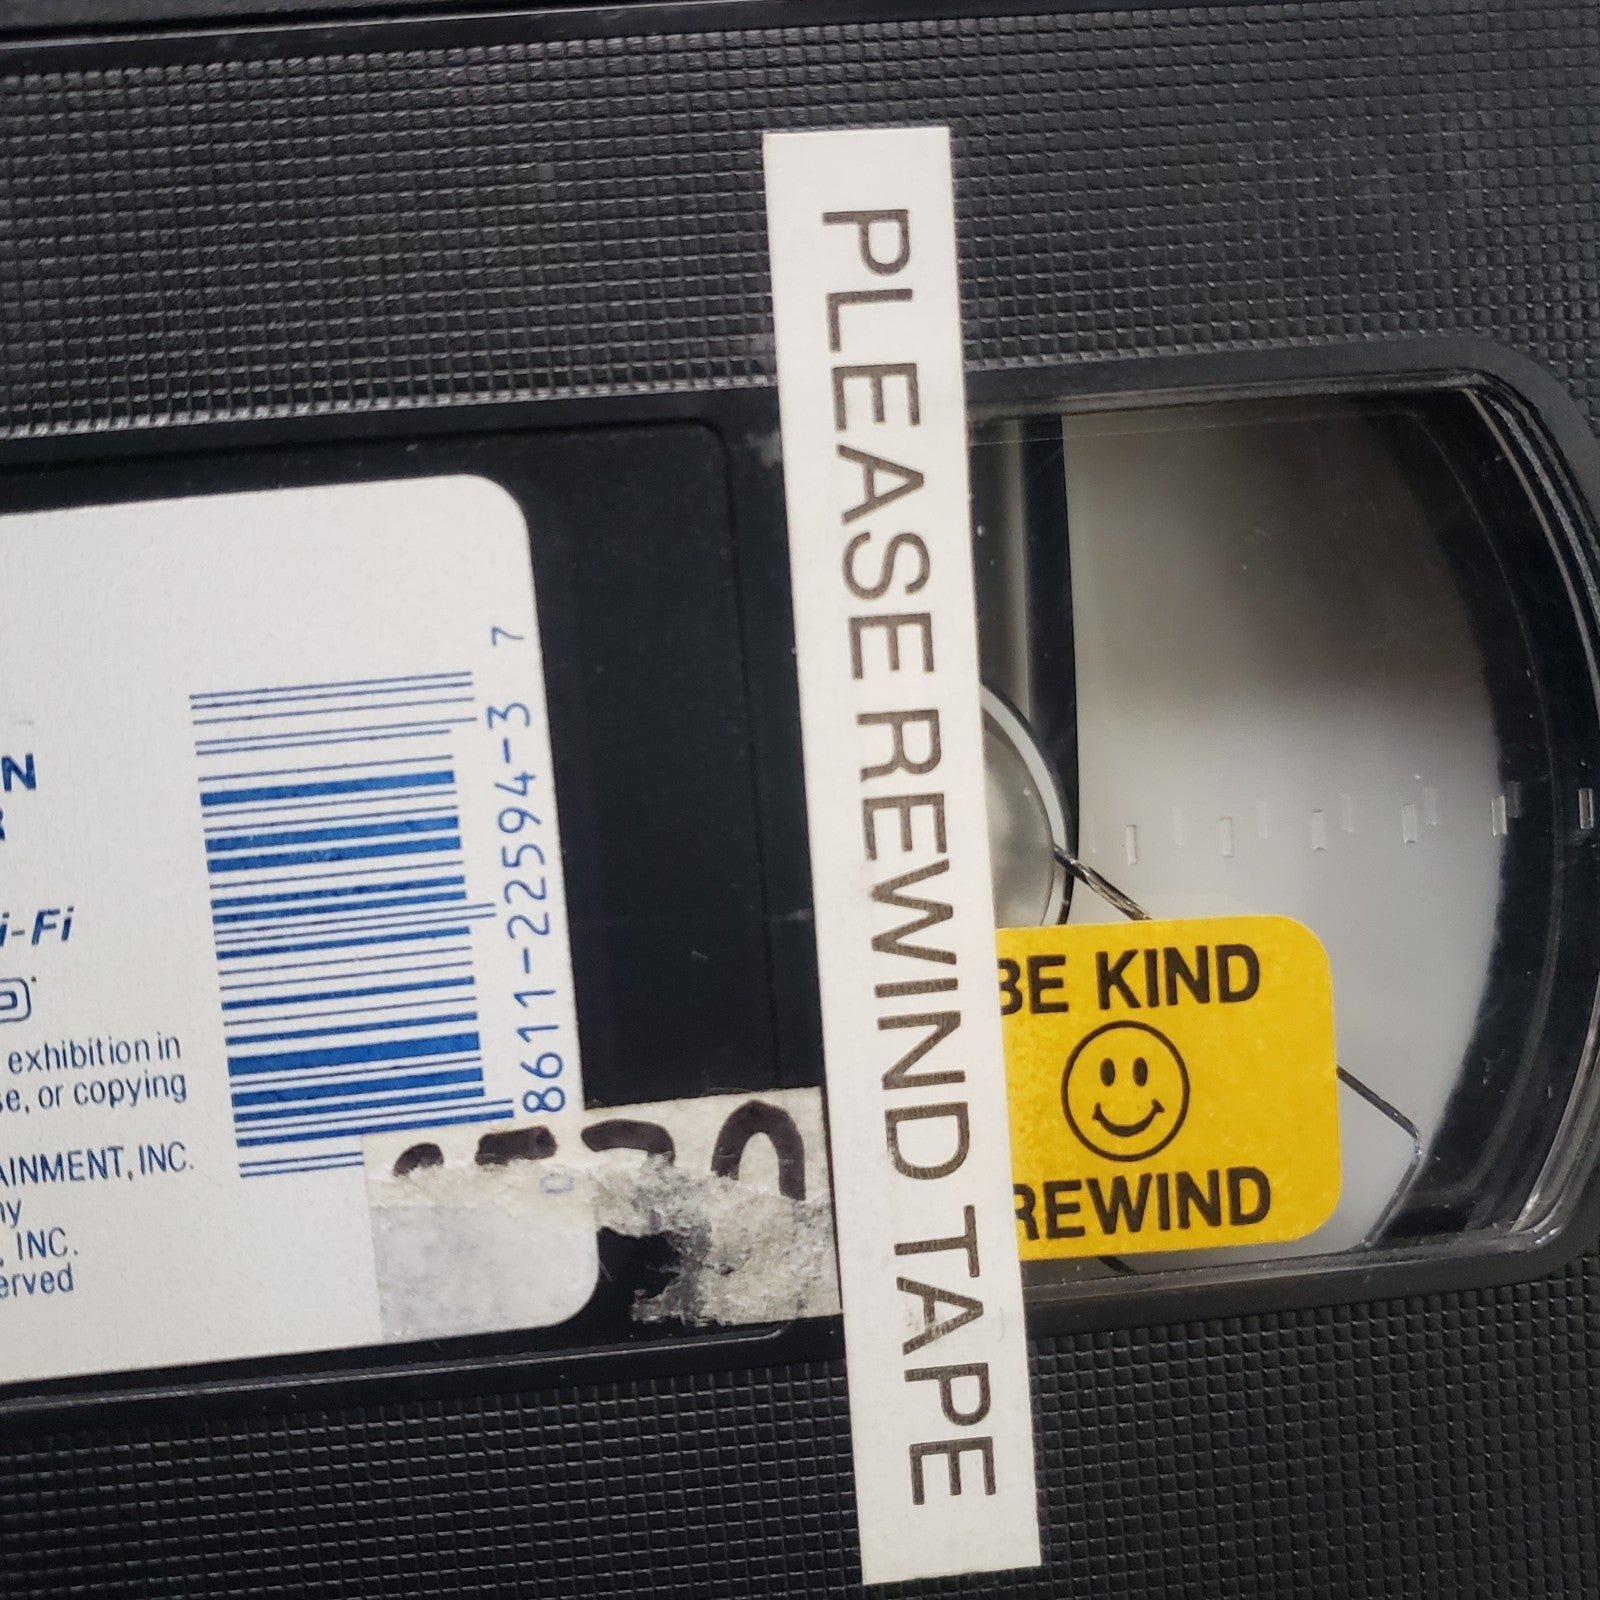 N
i-Fi
exhibition in
se, or copying
AINMENT, INC.
ny
, INC.
erved
0 8611-22594-3 7
PLEASE REWIND TAPE
BE KIND
REWIND